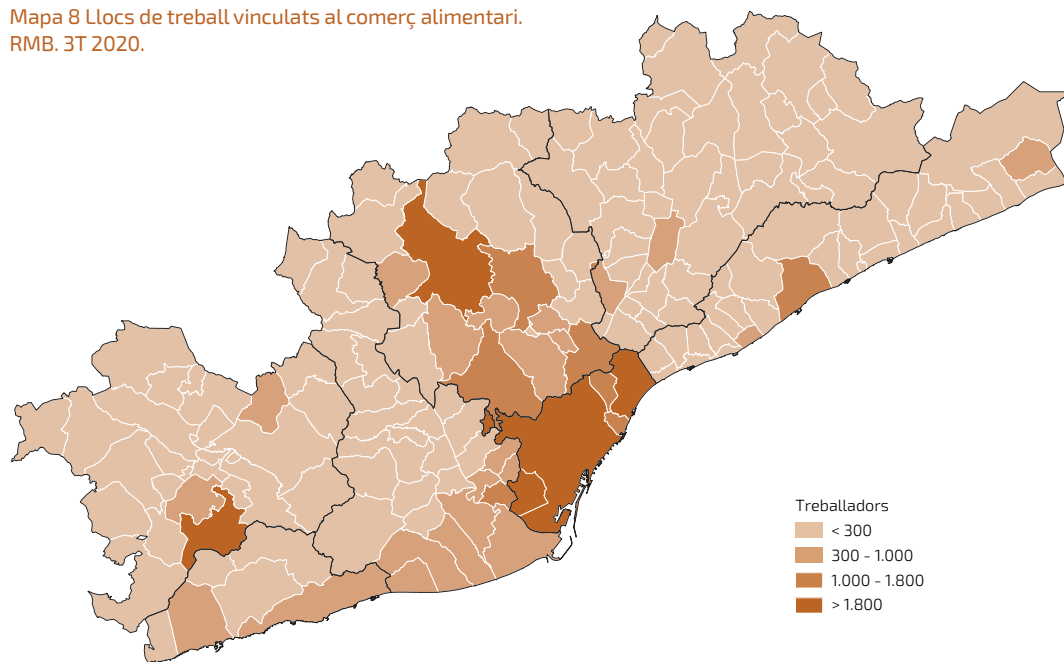 Mapa 8 Llocs de treball vinculats al comerç alimentari.
RMB. 3T 2020.
Treballadors
< 300
300 - 1.000
1.000 - 1.800
> 1.800